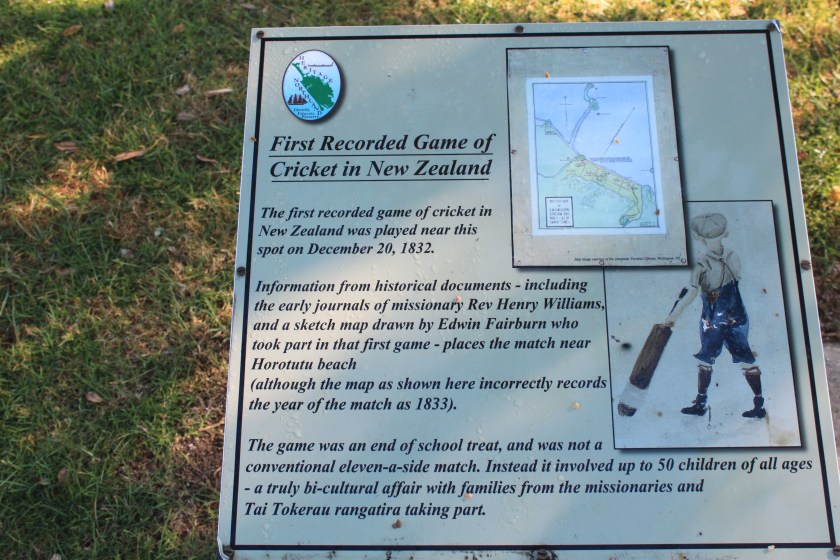 HERITAGE
NORTHLAND
First Recorded Game of
Cricket in New Zealand
The first recorded game of cricket in
New Zealand was played near this
spot on December 20, 1832.
Information from historical documents - including
the early journals of missionary Rev Henry Williams,
and a sketch map drawn by Edwin Fairburn who
took part in that first game - places the match near
Horotutu beach
(although the map as shown here incorrectly records
the year of the match as 1833).
The game was an end of school treat, and was not a
conventional eleven-a-side match. Instead it involved up to 50 children of all ages
- a truly bi-cultural affair with families from the missionaries and
Tai Tokerau rangatira taking part.